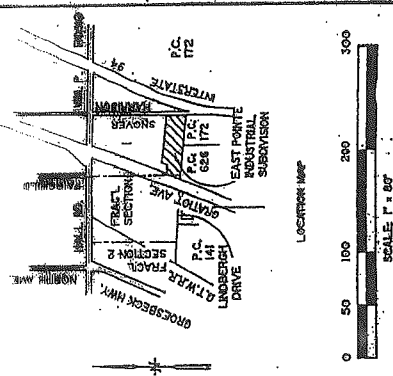 HALL RD.
NORTH AVE.
GROESBECK HWY.
FRAC'L
SECTION 2
FRAC'L
SECTION 1
SNOVER
HARRISON
INTERSTATE 94
P.C.
172
P.C.
172
P.C.
626
GRATIOT AVE.
EAST POINTE
INDUSTRIAL
SUBDIVISION
P.C.
141
LINDBERGH
DRIVE
G.T.W.R.R.
LOCATION MAP
0 50 100 200 300
SCALE 1" = 80'